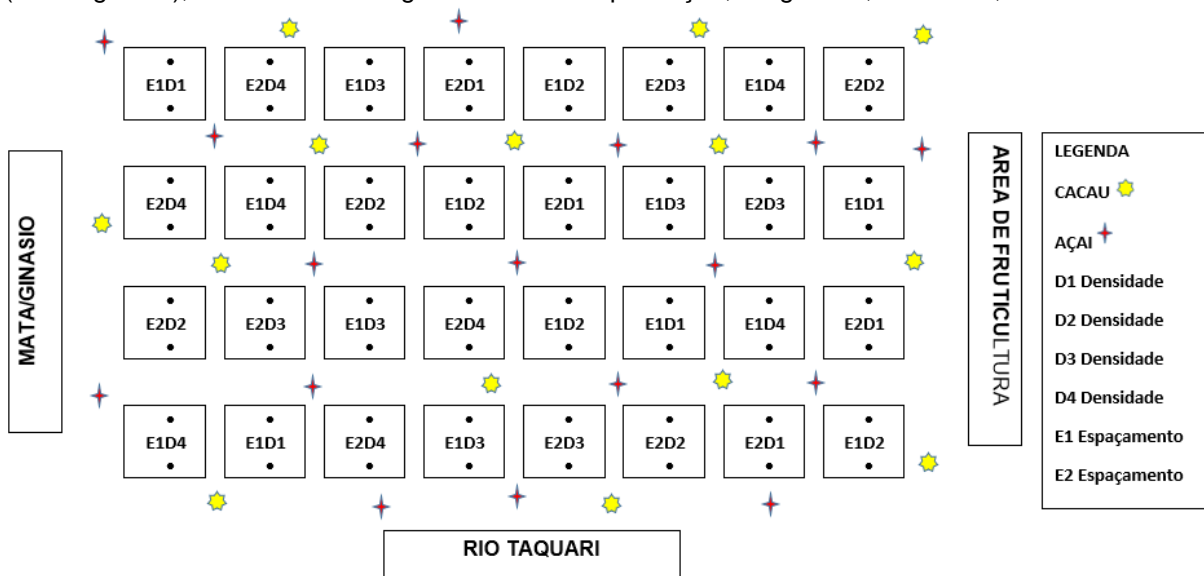 E1D1 E2D4 E1D3 E2D1 E1D2 E2D3 E1D4 E2D2
E2D4 E1D4 E2D2 E1D2 E2D1 E1D3 E2D3 E1D1
E2D2 E2D3 E1D3 E2D4 E1D2 E1D1 E1D4 E2D1
E1D4 E1D1 E2D4 E1D3 E2D3 E2D2 E2D1 E1D2
MATA/GINASIO
RIO TAQUARI
AREA DE FRUTICULTURA
LEGENDA
CACAU
AÇAI
D1 Densidade
D2 Densidade
D3 Densidade
D4 Densidade
E1 Espaçamento
E2 Espaçamento